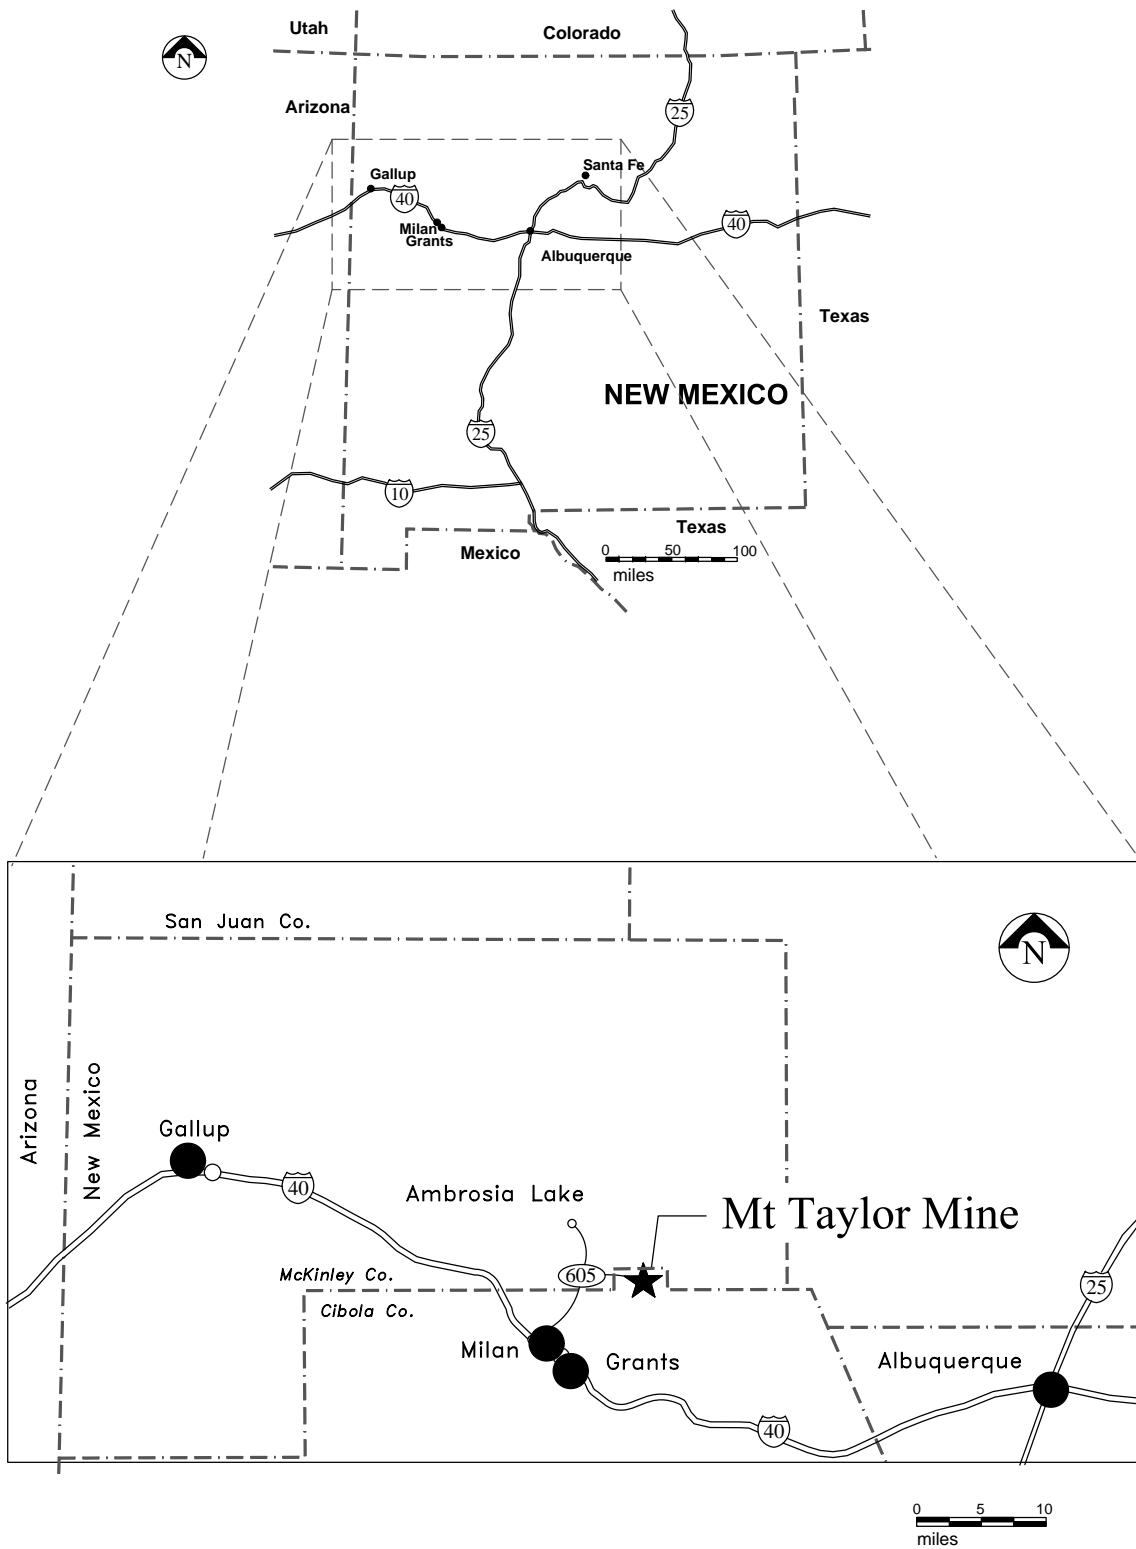 Utah
Colorado
N
Arizona
25
Santa Fe
Gallup
40
40
Milan
Grants
Albuquerque
Texas
NEW MEXICO
25
10
Texas
Mexico
0 50 100
miles
San Juan Co.
N
Arizona
New Mexico
Gallup
40
Ambrosia Lake
Mt Taylor Mine
McKinley Co.
605
25
Cibola Co.
Milan
Grants
Albuquerque
40
0 5 10
miles